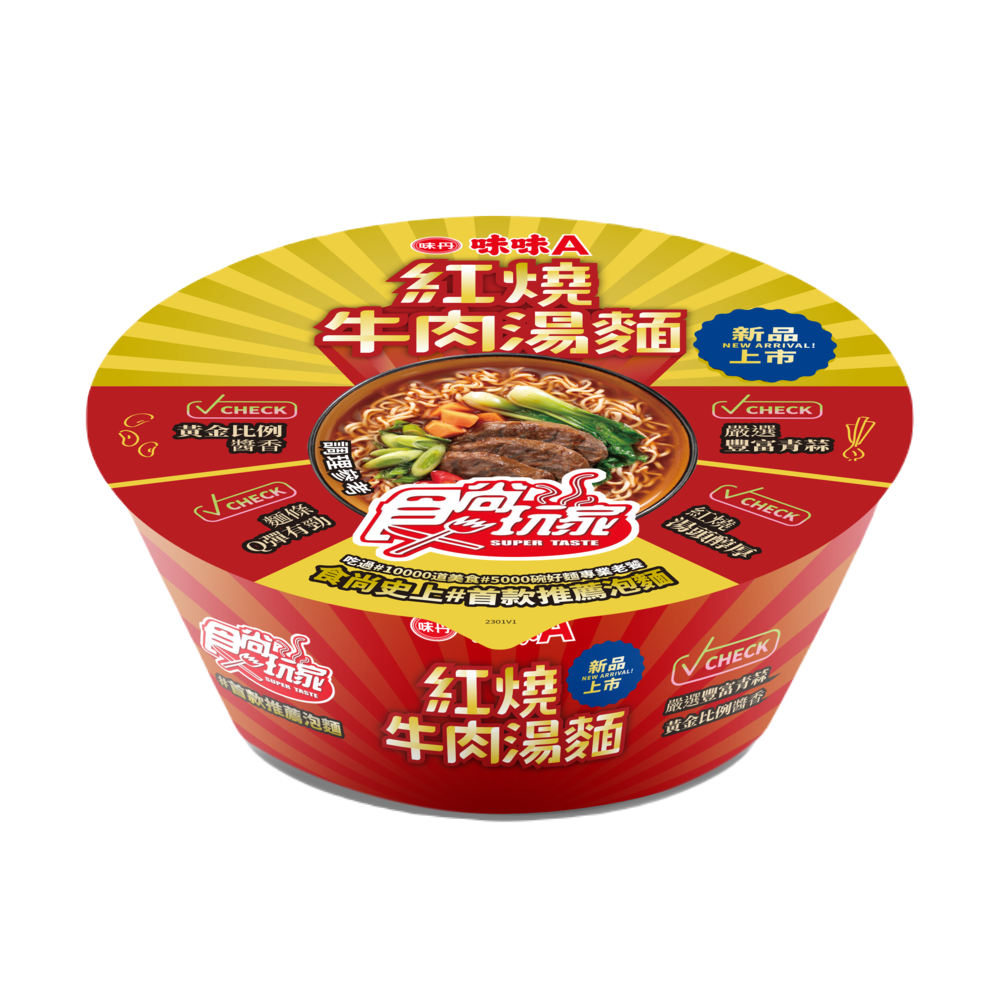 味丹 味味A
紅燒
牛肉湯麵
新品
NEW ARRIVAL!
上市
CHECK
黃金比例
醬香
CHECK
嚴選
豐富青蒜
調理參考
CHECK
麵條
Q彈有勁
CHECK
紅燒
湯頭醇厚
食尚玩家
SUPER TASTE
吃過#10000道美食#5000碗好麵專業老饕
食尚史上#首款推薦泡麵
2301V1
味丹
A
食尚玩家
SUPER TASTE
#首款推薦泡麵
紅燒
牛肉湯麵
新品
NEW ARRIVAL!
上市
CHECK
嚴選豐富青蒜
黃金比例醬香